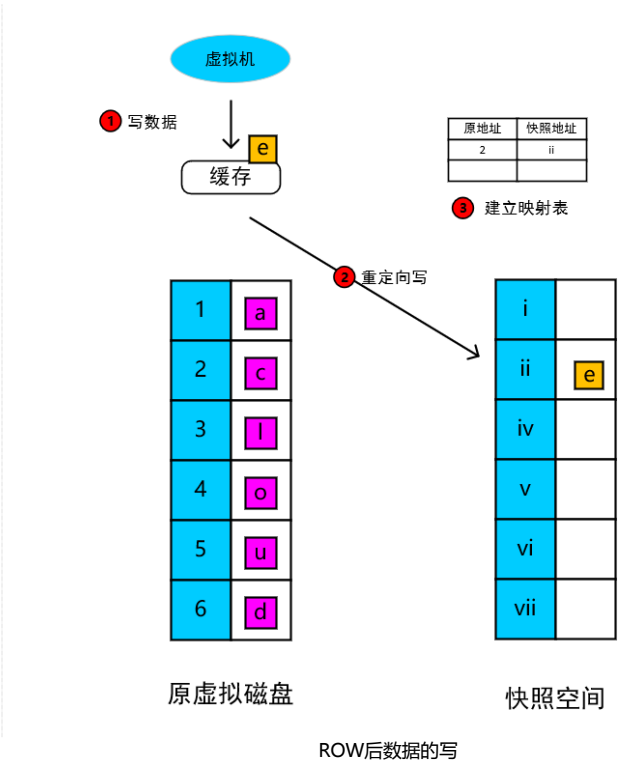 虚拟机
1 写数据
e
缓存
原地址 快照地址
2 ii
3 建立映射表
2 重定向写
1 a
2 c
3 l
4 o
5 u
6 d
i
ii e
iv
v
vi
vii
原虚拟磁盘
快照空间
ROW后数据的写